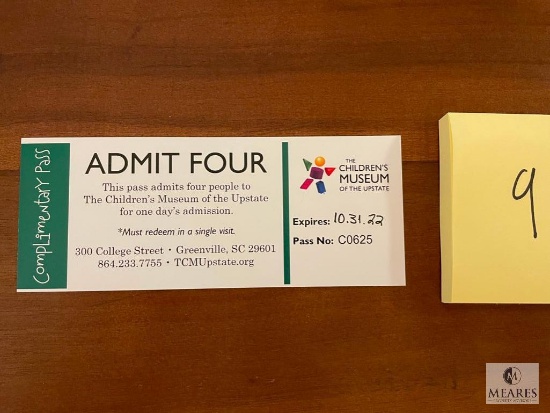 Complimentary Pass
ADMIT FOUR
This pass admits four people to
The Children's Museum of the Upstate
for one day's admission.
*Must redeem in a single visit.
300 College Street • Greenville, SC 29601
864.233.7755 • TCMUpstate.org
THE
CHILDREN'S
MUSEUM
OF THE UPSTATE
Expires: 10.31.22
Pass No: C0625
9
M
MEARES